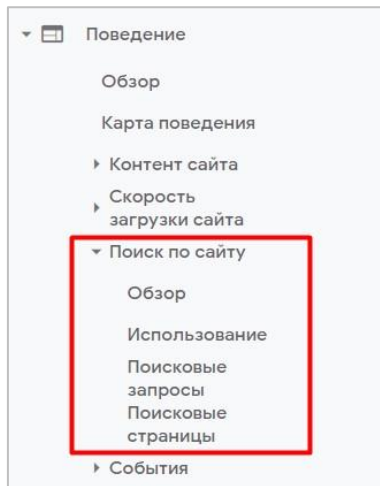 Поведение
Обзор
Карта поведения
Контент сайта
Скорость
загрузки сайта
Поиск по сайту
Обзор
Использование
Поисковые
запросы
Поисковые
страницы
События